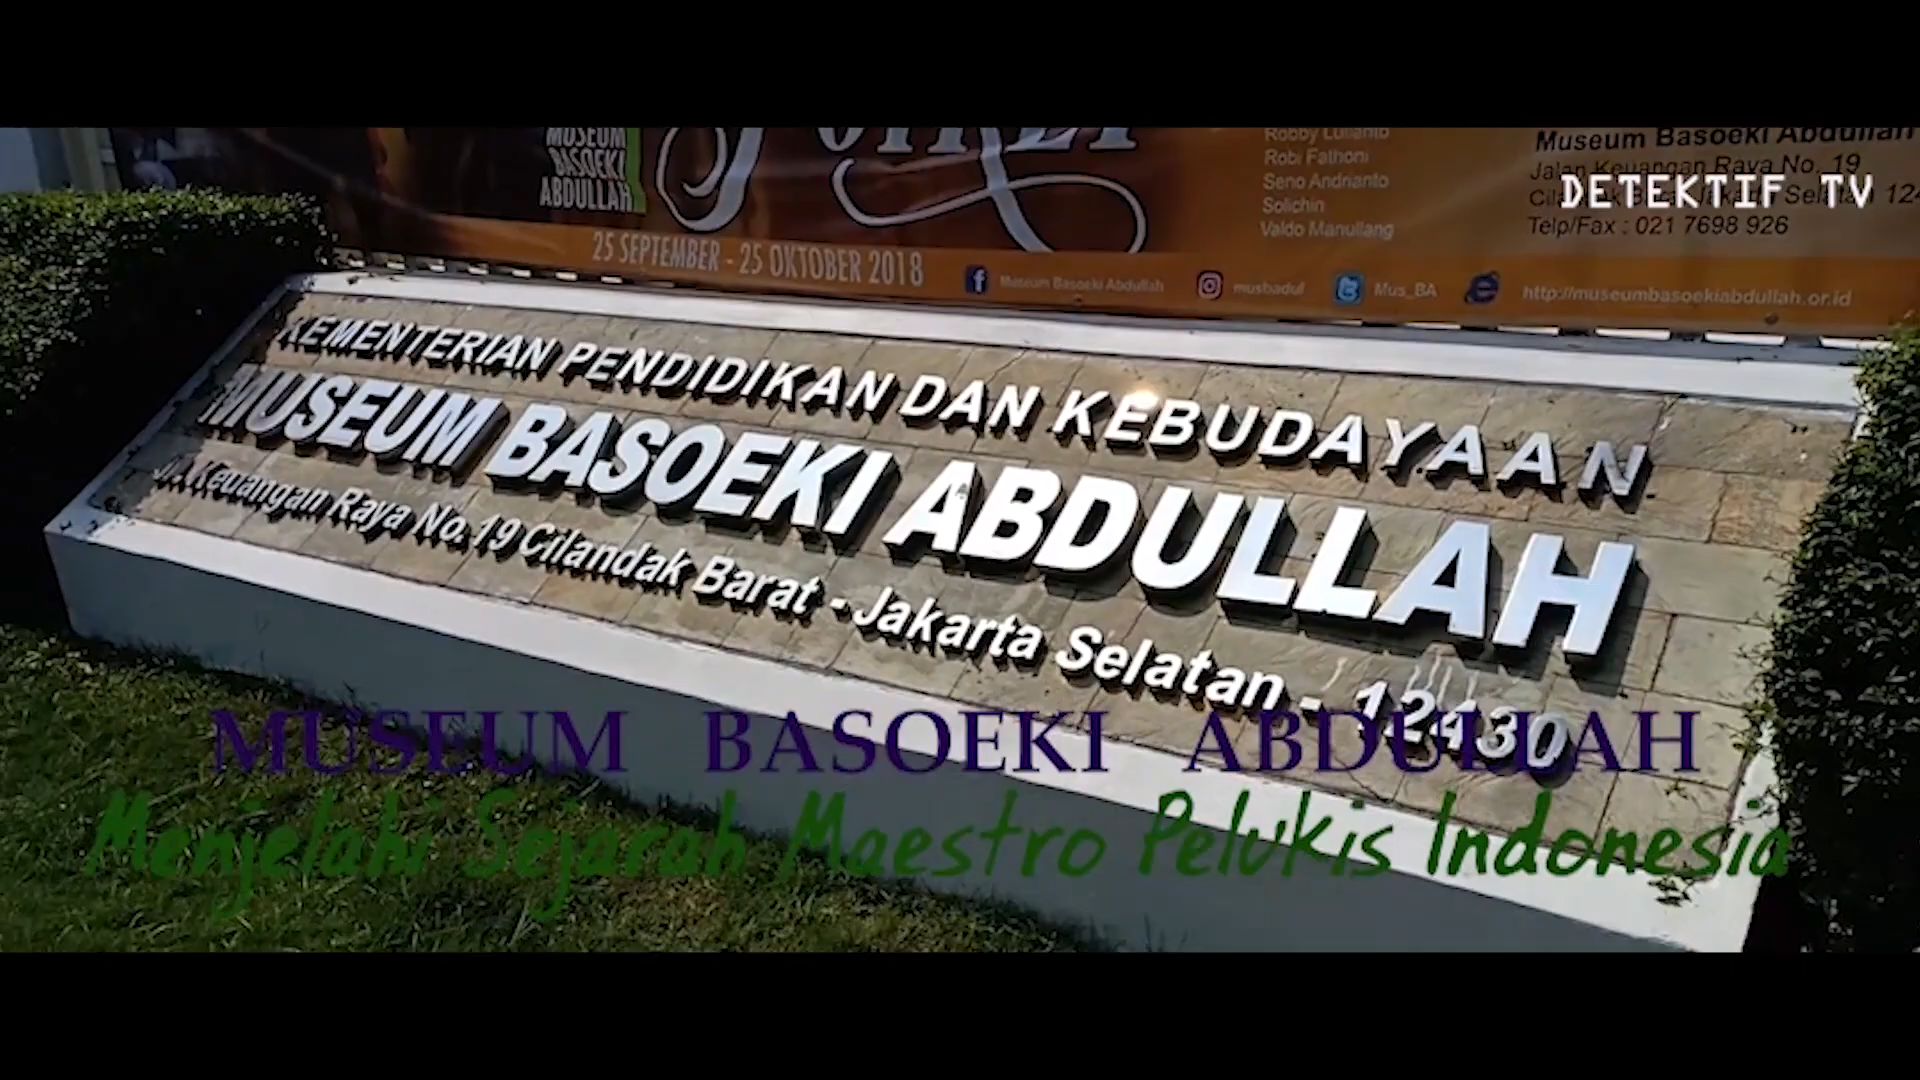 MUSEUM
BASOEKI
ABDULLAH
25 SEPTEMBER - 25 OKTOBER 2018
Robby Lulianto
Robi Fathoni
Seno Andrianto
Solichin
Valdo Manullang
Museum Basoeki Abdullah
Jalan Keuangan Raya No. 19
Telp/Fax : 021 7698 926
Museum Basoeki Abdullah
musbadul
Mus_BA
http://museumbasoekiabdullah.or.id
DETEKTIF TV
KEMENTERIAN PENDIDIKAN DAN KEBUDAYAAN
MUSEUM BASOEKI ABDULLAH
Jl. Keuangan Raya No. 19 Cilandak Barat - Jakarta Selatan - 12430
MUSEUM BASOEKI ABDULLAH
Menjelahi Sejarah Maestro Pelukis Indonesia